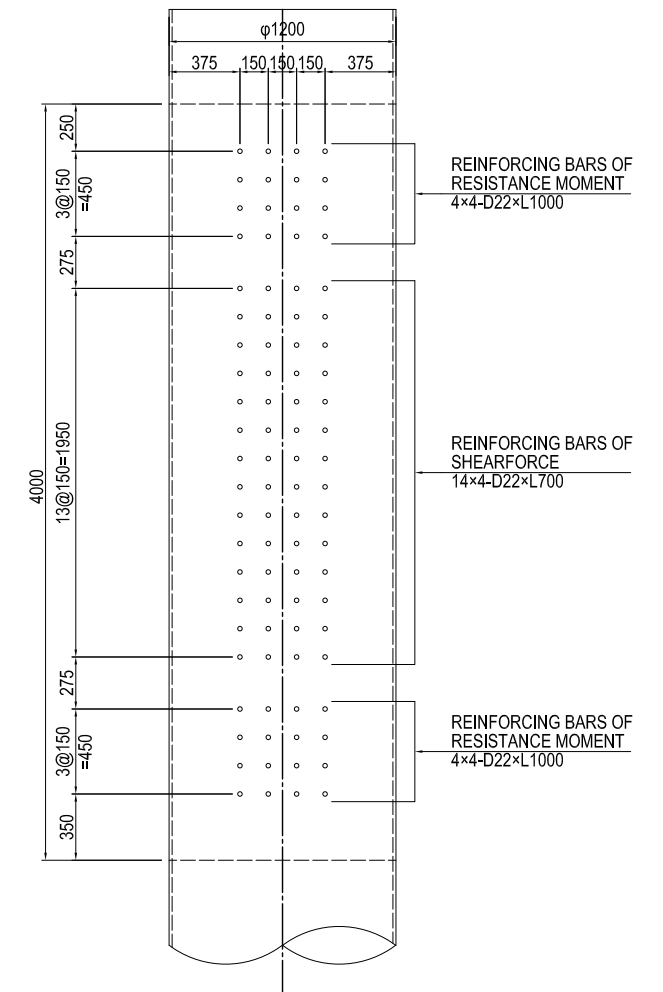 φ1200
375 150 150 150 375
250
3@150
=450
275
13@150=1950
4000
275
3@150
=450
350
REINFORCING BARS OF
RESISTANCE MOMENT
4×4-D22×L1000
REINFORCING BARS OF
SHEARFORCE
14×4-D22×L700
REINFORCING BARS OF
RESISTANCE MOMENT
4×4-D22×L1000